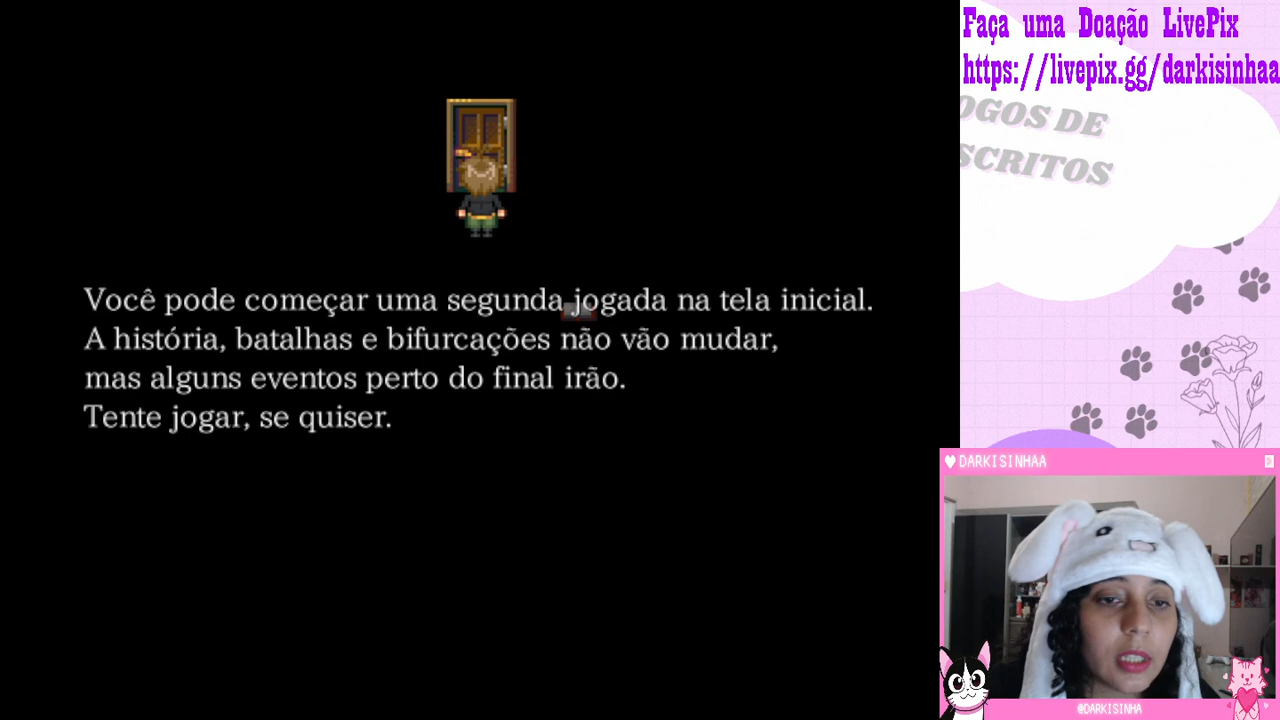 Você pode começar uma segunda jogada na tela inicial.
A história, batalhas e bifurcações não vão mudar,
mas alguns eventos perto do final irão.
Tente jogar, se quiser.
Faça uma Doação LivePix
https://livepix.gg/darkisinhaa
OGOS DE
SCRITOS
DARKISINHAA
@DARKISINHA